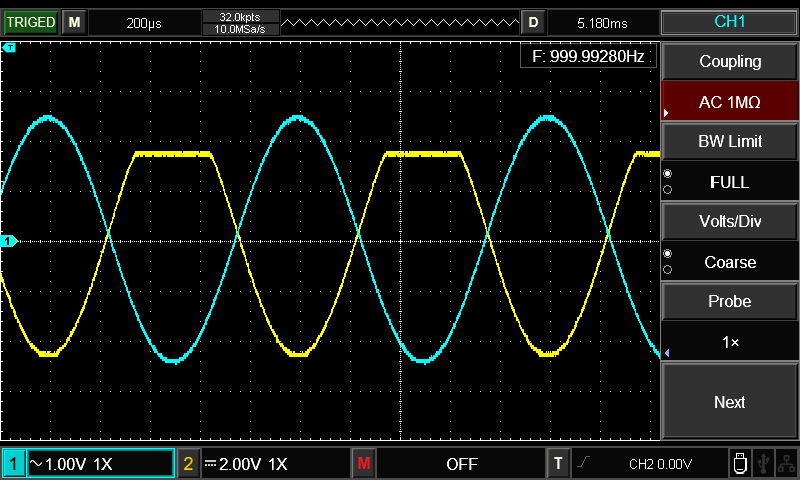 TRIGED M 200μs 32.0kpts D 5.180ms CH1
10.0MSa/s
T
F: 999.99280Hz
Coupling
AC 1MΩ
BW Limit
FULL
Volts/Div
1
Coarse
Probe
1×
Next
1 1.00V 1X 2 2.00V 1X M OFF T CH2 0.00V